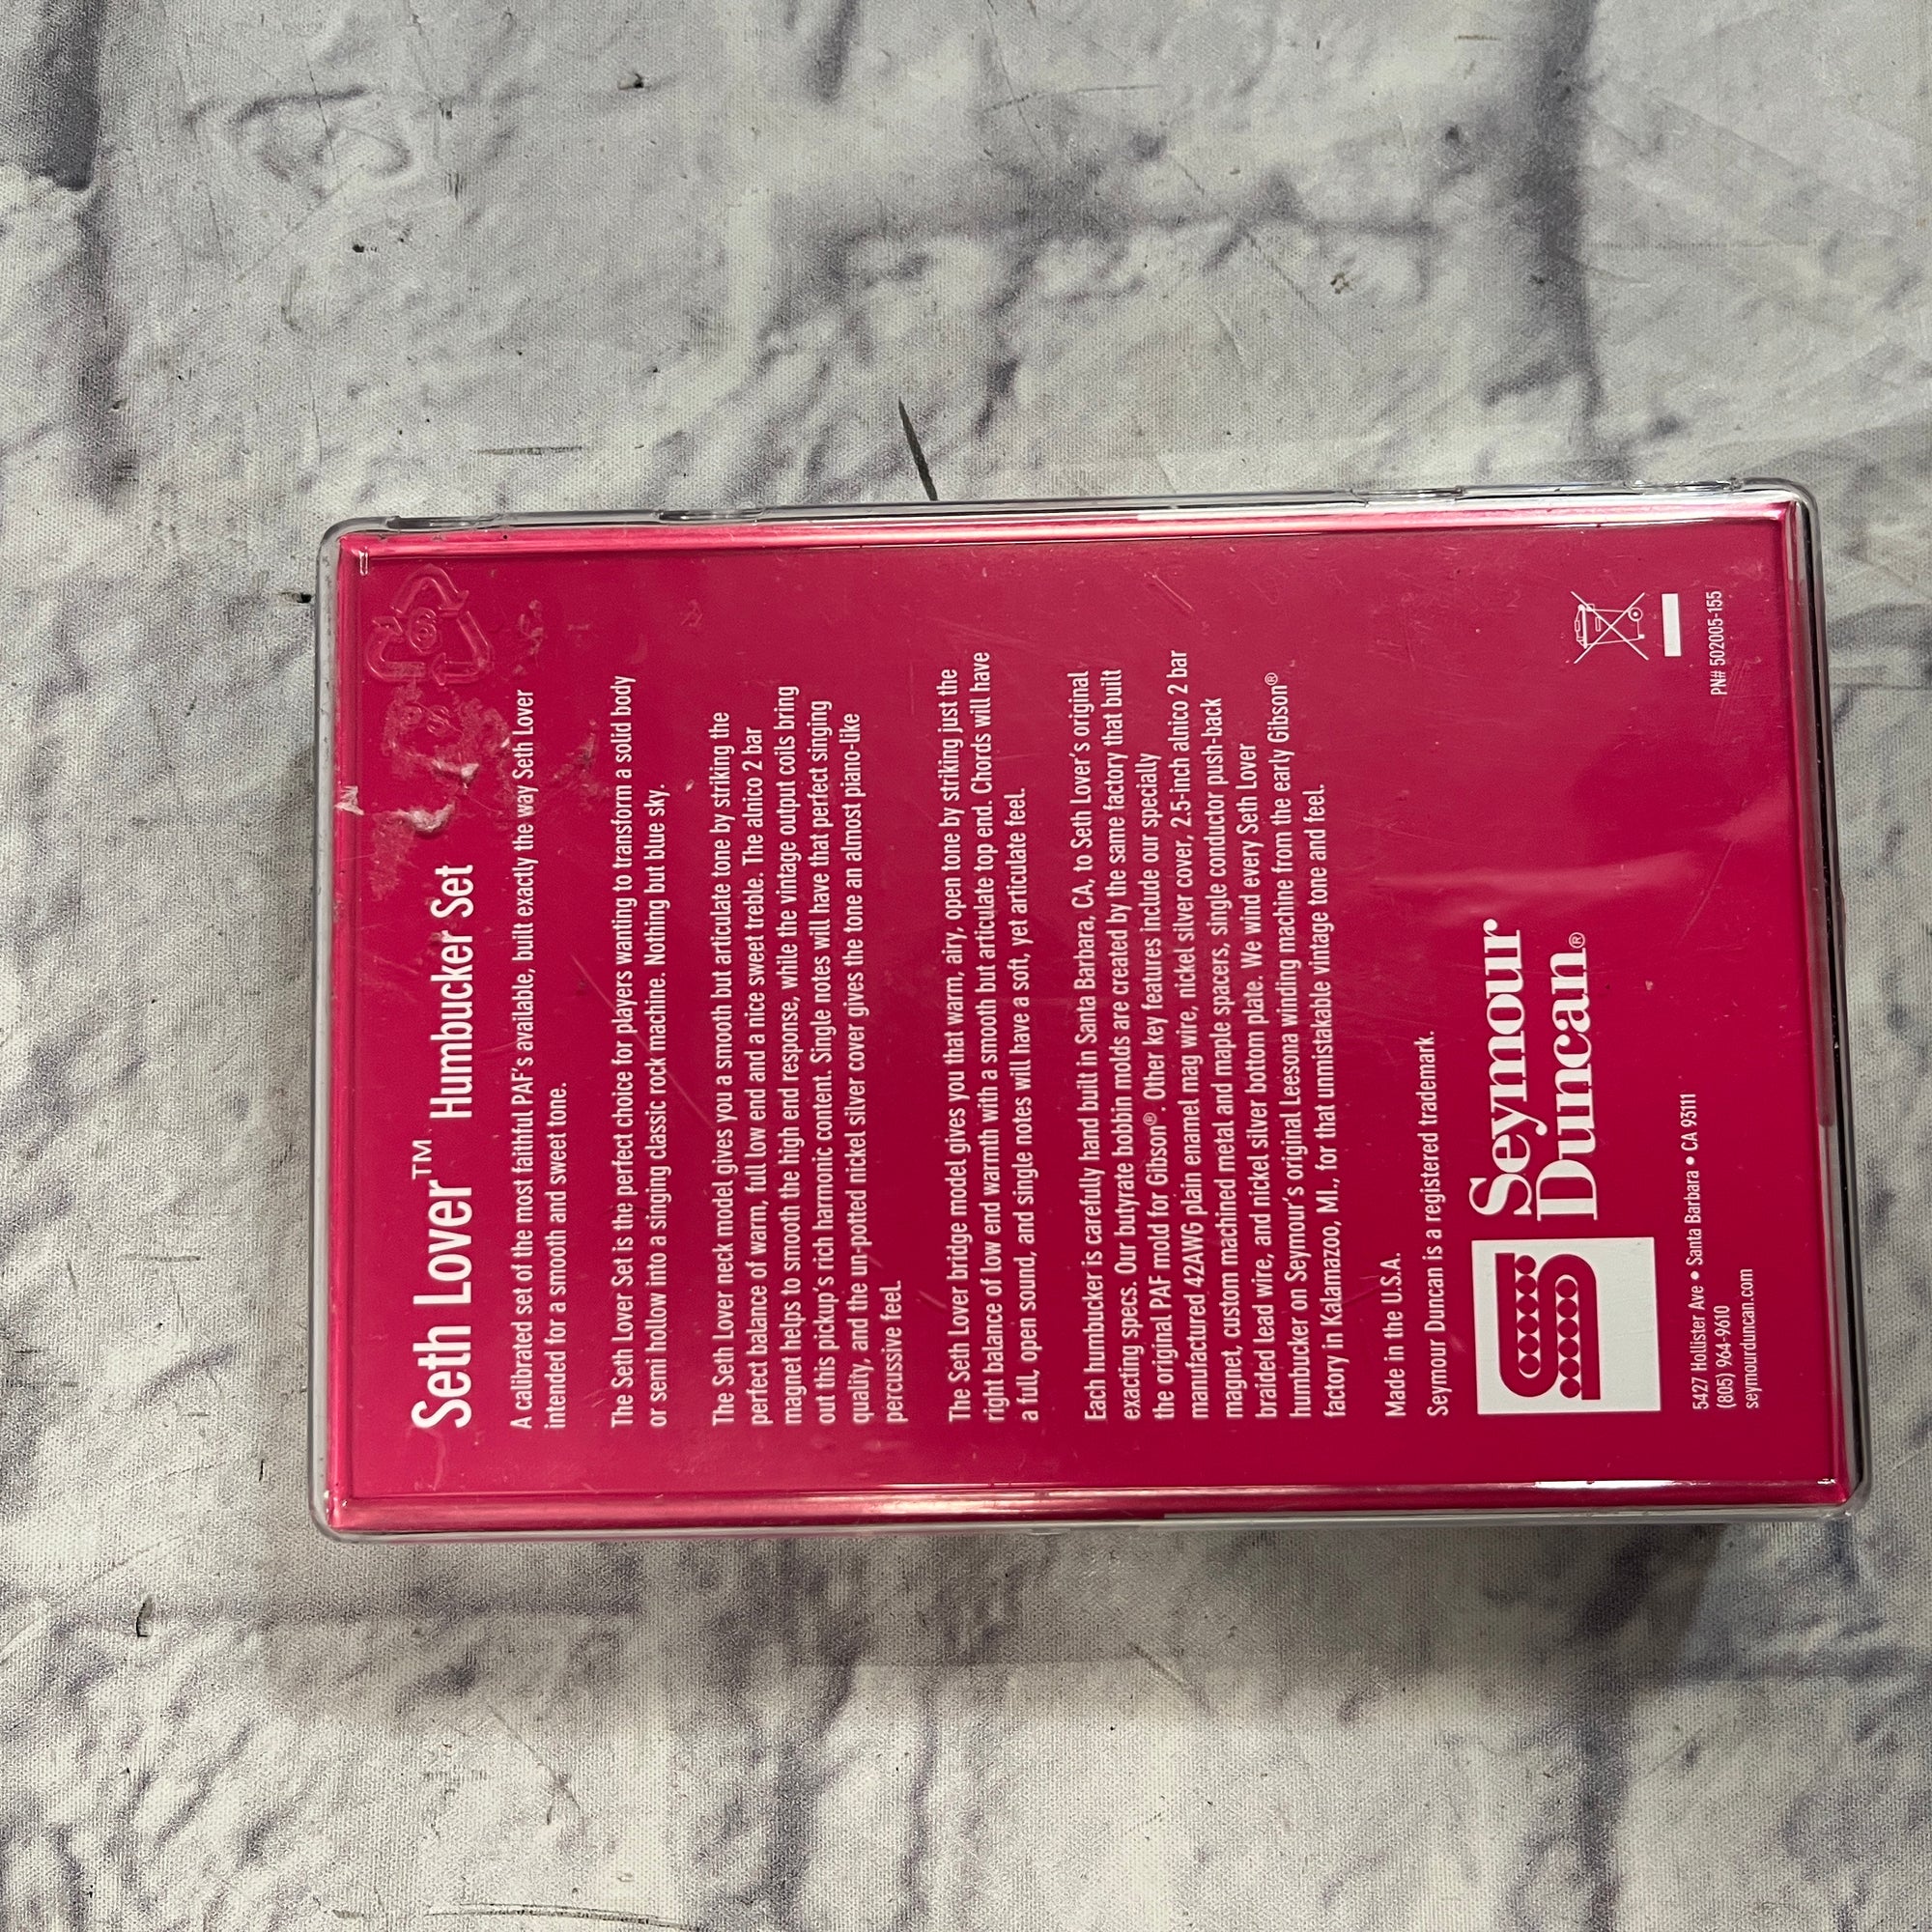 Seth Lover™ Humbucker Set
A calibrated set of the most faithful PAF's available, built exactly the way Seth Lover
intended for a smooth and sweet tone.
The Seth Lover Set is the perfect choice for players wanting to transform a solid body
or semi hollow into a singing classic rock machine. Nothing but blue sky.
The Seth Lover neck model gives you a smooth but articulate tone by striking the
perfect balance of warm, full low end and a nice sweet treble. The alnico 2 bar
magnet helps to smooth the high end response, while the vintage output coils bring
out this pickup's rich harmonic content. Single notes will have that perfect singing
quality, and the un-potted nickel silver cover gives the tone an almost piano-like
percussive feel.
The Seth Lover bridge model gives you that warm, airy, open tone by striking just the
right balance of low end warmth with a smooth but articulate top end. Chords will have
a full, open sound, and single notes will have a soft, yet articulate feel.
Each humbucker is carefully hand built in Santa Barbara, CA, to Seth Lover's original
exacting specs. Our butyrate bobbin molds are created by the same factory that built
the original PAF mold for Gibson®. Other key features include our specially
manufactured 42AWG plain enamel mag wire, nickel silver cover, 2.5-inch alnico 2 bar
magnet, custom machined metal and maple spacers, single conductor push-back
braided lead wire, and nickel silver bottom plate. We wind every Seth Lover
humbucker on Seymour's original Leesona winding machine from the early Gibson®
factory in Kalamazoo, MI., for that unmistakable vintage tone and feel.
Made in the U.S.A.
Seymour Duncan is a registered trademark.
Seymour
Duncan®
5427 Hollister Ave • Santa Barbara • CA 93111
(805) 964-9610
seymourduncan.com
PN# 502005-155